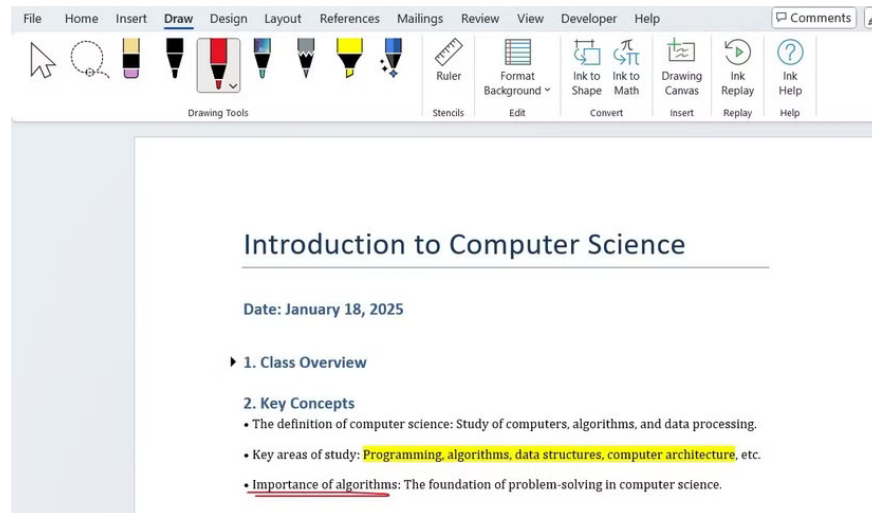 File Home Insert Draw Design Layout References Mailings Review View Developer Help Comments
Ruler
Format Background
Ink to Shape
Ink to Math
Drawing Canvas
Ink Replay
Ink Help
Drawing Tools Stencils Edit Convert Insert Replay Help
Introduction to Computer Science
Date: January 18, 2025
1. Class Overview
2. Key Concepts
• The definition of computer science: Study of computers, algorithms, and data processing.
• Key areas of study: Programming, algorithms, data structures, computer architecture, etc.
• Importance of algorithms: The foundation of problem-solving in computer science.